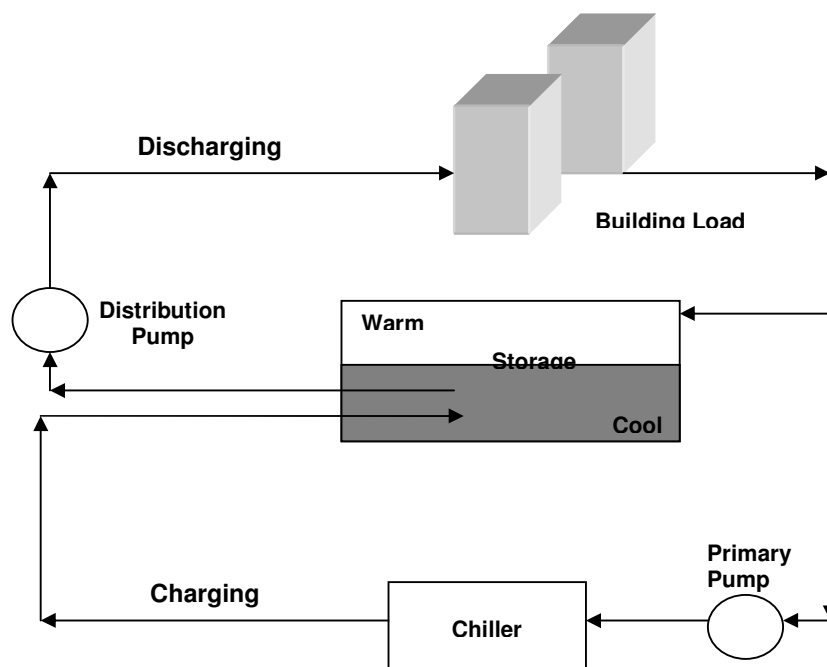 Discharging
Building Load
Distribution
Pump
Warm
Storage
Cool
Primary
Pump
Charging
Chiller